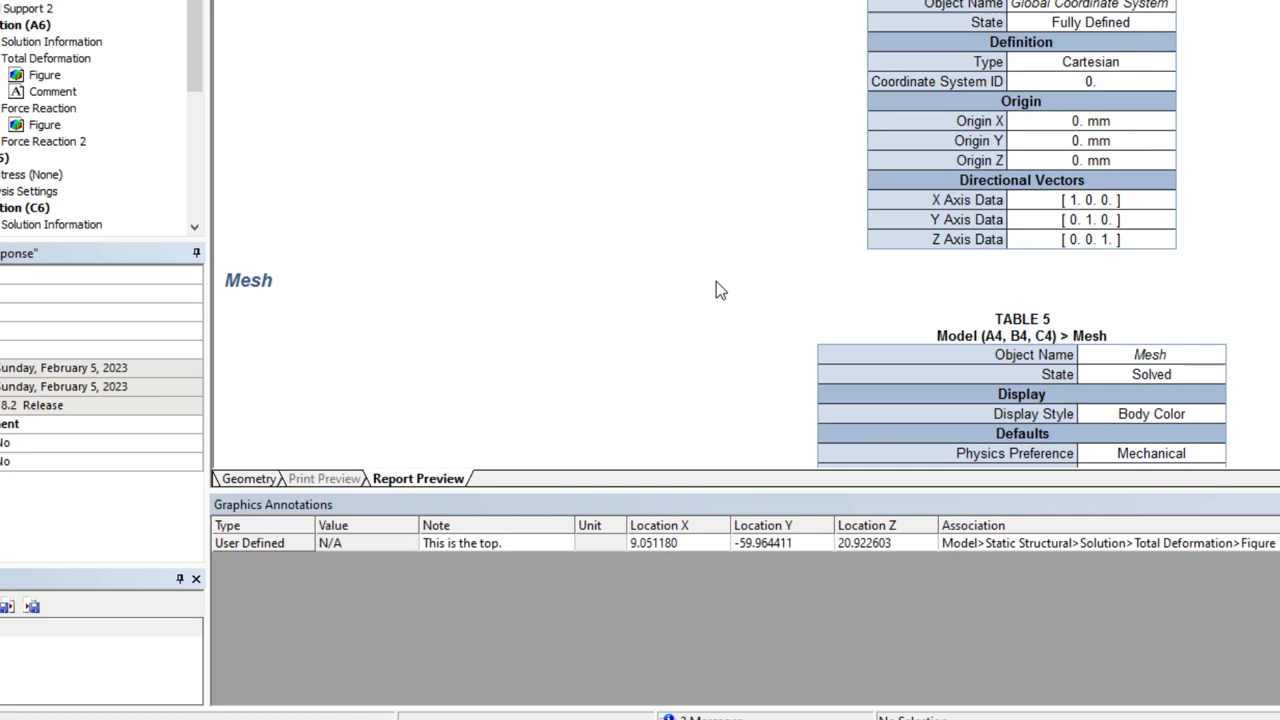 Support 2
tion (A6)
Solution Information
Total Deformation
Figure
Comment
Force Reaction
Figure
Force Reaction 2
5)
tress (None)
ysis Settings
tion (C6)
Solution Information
ponse"
Sunday, February 5, 2023
Sunday, February 5, 2023
8.2 Release
ent
No
No
Object Name Global Coordinate System
State Fully Defined
Definition
Type Cartesian
Coordinate System ID 0.
Origin
Origin X 0. mm
Origin Y 0. mm
Origin Z 0. mm
Directional Vectors
X Axis Data [ 1. 0. 0. ]
Y Axis Data [ 0. 1. 0. ]
Z Axis Data [ 0. 0. 1. ]
Mesh
TABLE 5
Model (A4, B4, C4) > Mesh
Object Name Mesh
State Solved
Display
Display Style Body Color
Defaults
Physics Preference Mechanical
Geometry Print Preview Report Preview
Graphics Annotations
Type Value Note Unit Location X Location Y Location Z Association
User Defined N/A This is the top. 9.051180 -59.964411 20.922603 Model>Static Structural>Solution>Total Deformation>Figure
2 Messages No Selection